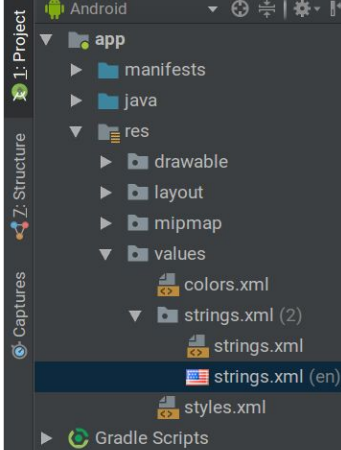 Android
1: Project
app
manifests
java
res
drawable
layout
mipmap
values
colors.xml
strings.xml (2)
strings.xml
strings.xml (en)
styles.xml
Gradle Scripts
7: Structure
Captures